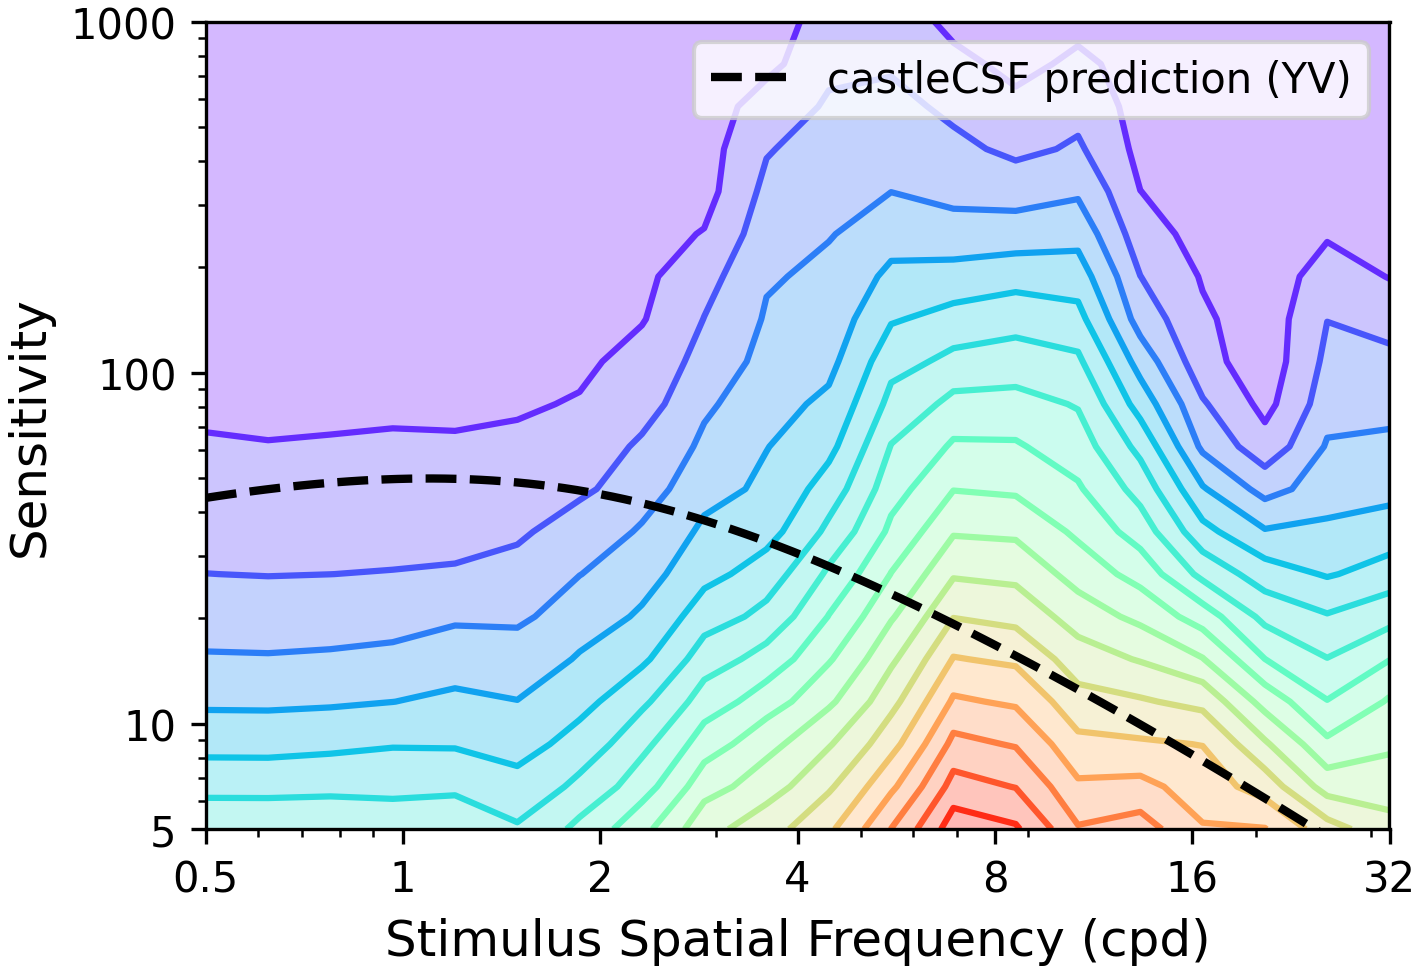 1000
100
10
5
Sensitivity
castleCSF prediction (YV)
0.5 1 2 4 8 16 32
Stimulus Spatial Frequency (cpd)